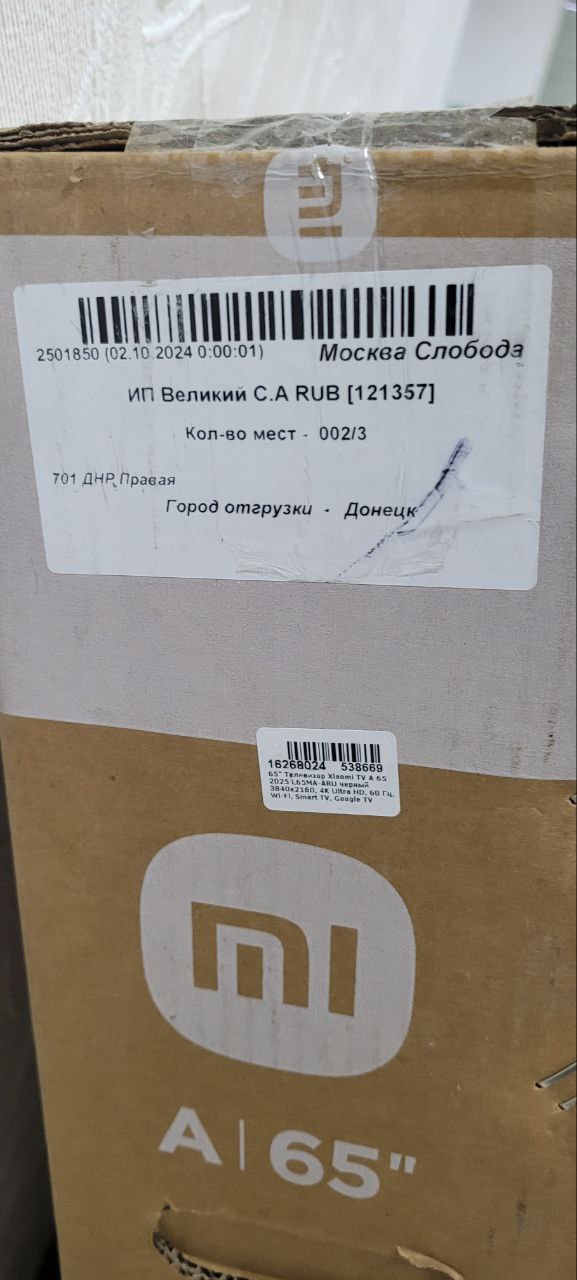 mi
2501850 (02.10.2024 0:00:01) Москва Слобода
ИП Великий С.А RUB [121357]
Кол-во мест - 002/3
701 ДНР Правая
Город отгрузки - Донецк
16268024 538669
65" Телевизор Xiaomi TV A 65
2025 L65MA-ARU черный
3840x2160, 4K Ultra HD, 60 Гц,
Wi-Fi, Smart TV, Google TV
mi
A | 65"